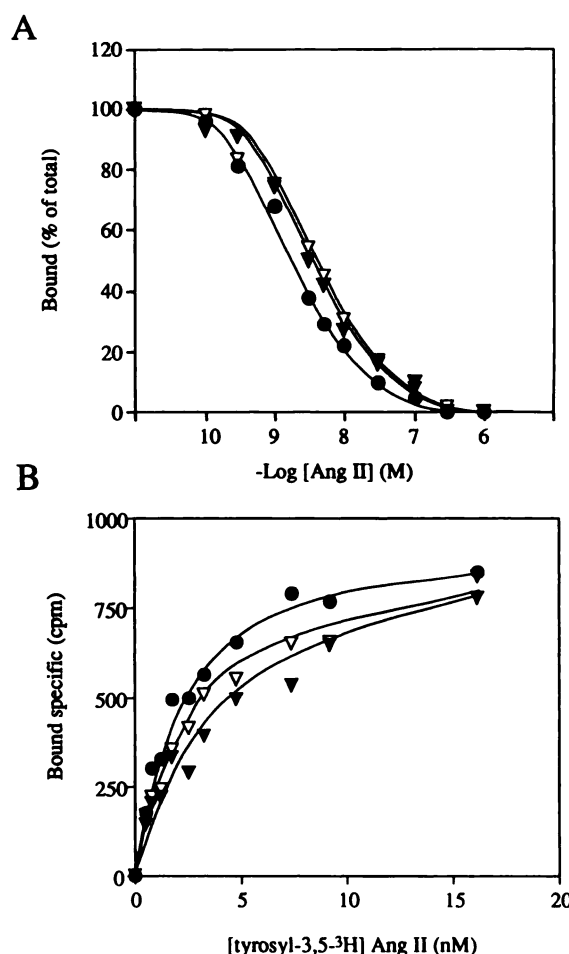 A
120
100
80
60
40
20
0
Bound (% of total)
10 9 8 7 6
-Log [Ang II] (M)
B
1000
750
500
250
0
Bound specific (cpm)
0 5 10 15 20
[tyrosyl-3,5-³H] Ang II (nM)